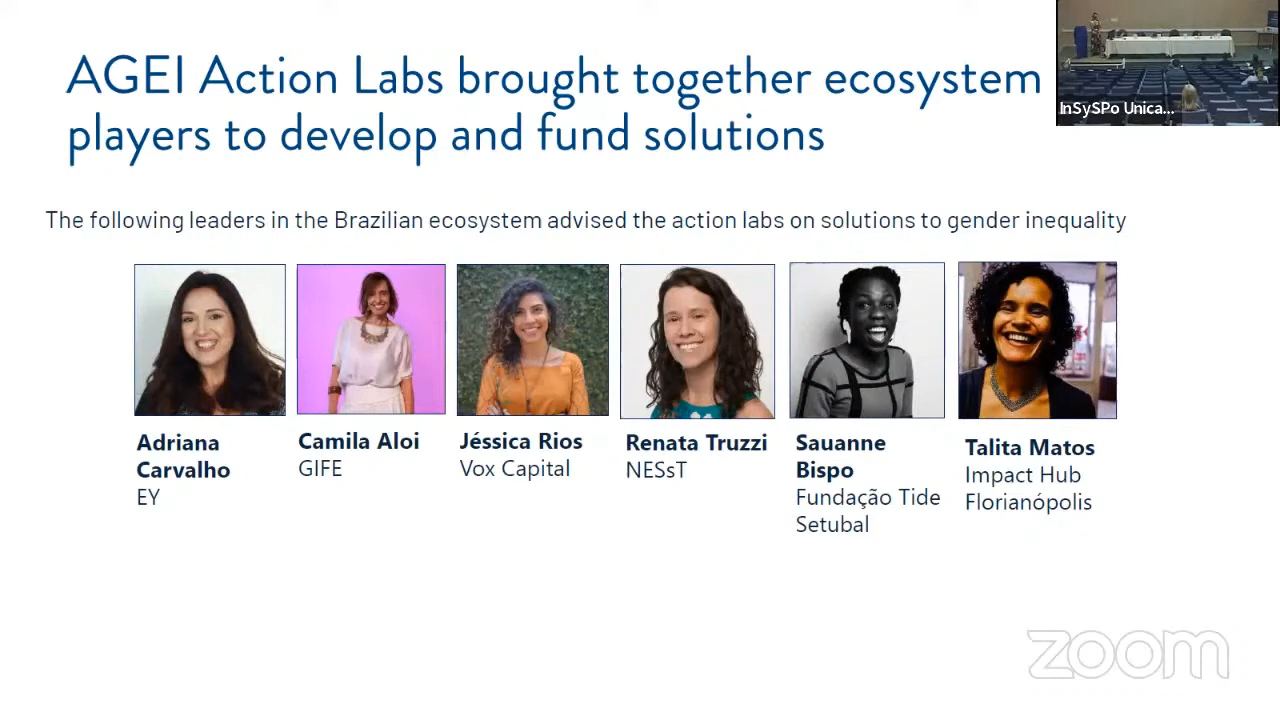 AGEI Action Labs brought together ecosystem
players to develop and fund solutions
InSySPo Unica...
The following leaders in the Brazilian ecosystem advised the action labs on solutions to gender inequality
Adriana
Carvalho
EY
Camila Aloi
GIFE
Jéssica Rios
Vox Capital
Renata Truzzi
NESsT
Sauanne
Bispo
Fundação Tide
Setubal
Talita Matos
Impact Hub
Florianópolis
zoom